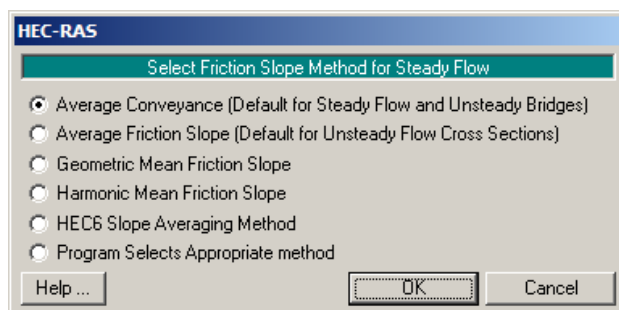 HEC-RAS
Select Friction Slope Method for Steady Flow
Average Conveyance (Default for Steady Flow and Unsteady Bridges)
Average Friction Slope (Default for Unsteady Flow Cross Sections)
Geometric Mean Friction Slope
Harmonic Mean Friction Slope
HEC6 Slope Averaging Method
Program Selects Appropriate method
Help ... OK Cancel